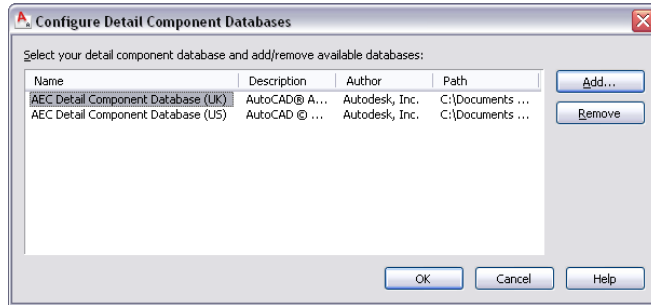 Configure Detail Component Databases
Select your detail component database and add/remove available databases:
Name Description Author Path
AEC Detail Component Database (UK) AutoCAD® A... Autodesk, Inc. C:\Documents ...
AEC Detail Component Database (US) AutoCAD © ... Autodesk, Inc. C:\Documents ...
Add...
Remove
OK Cancel Help